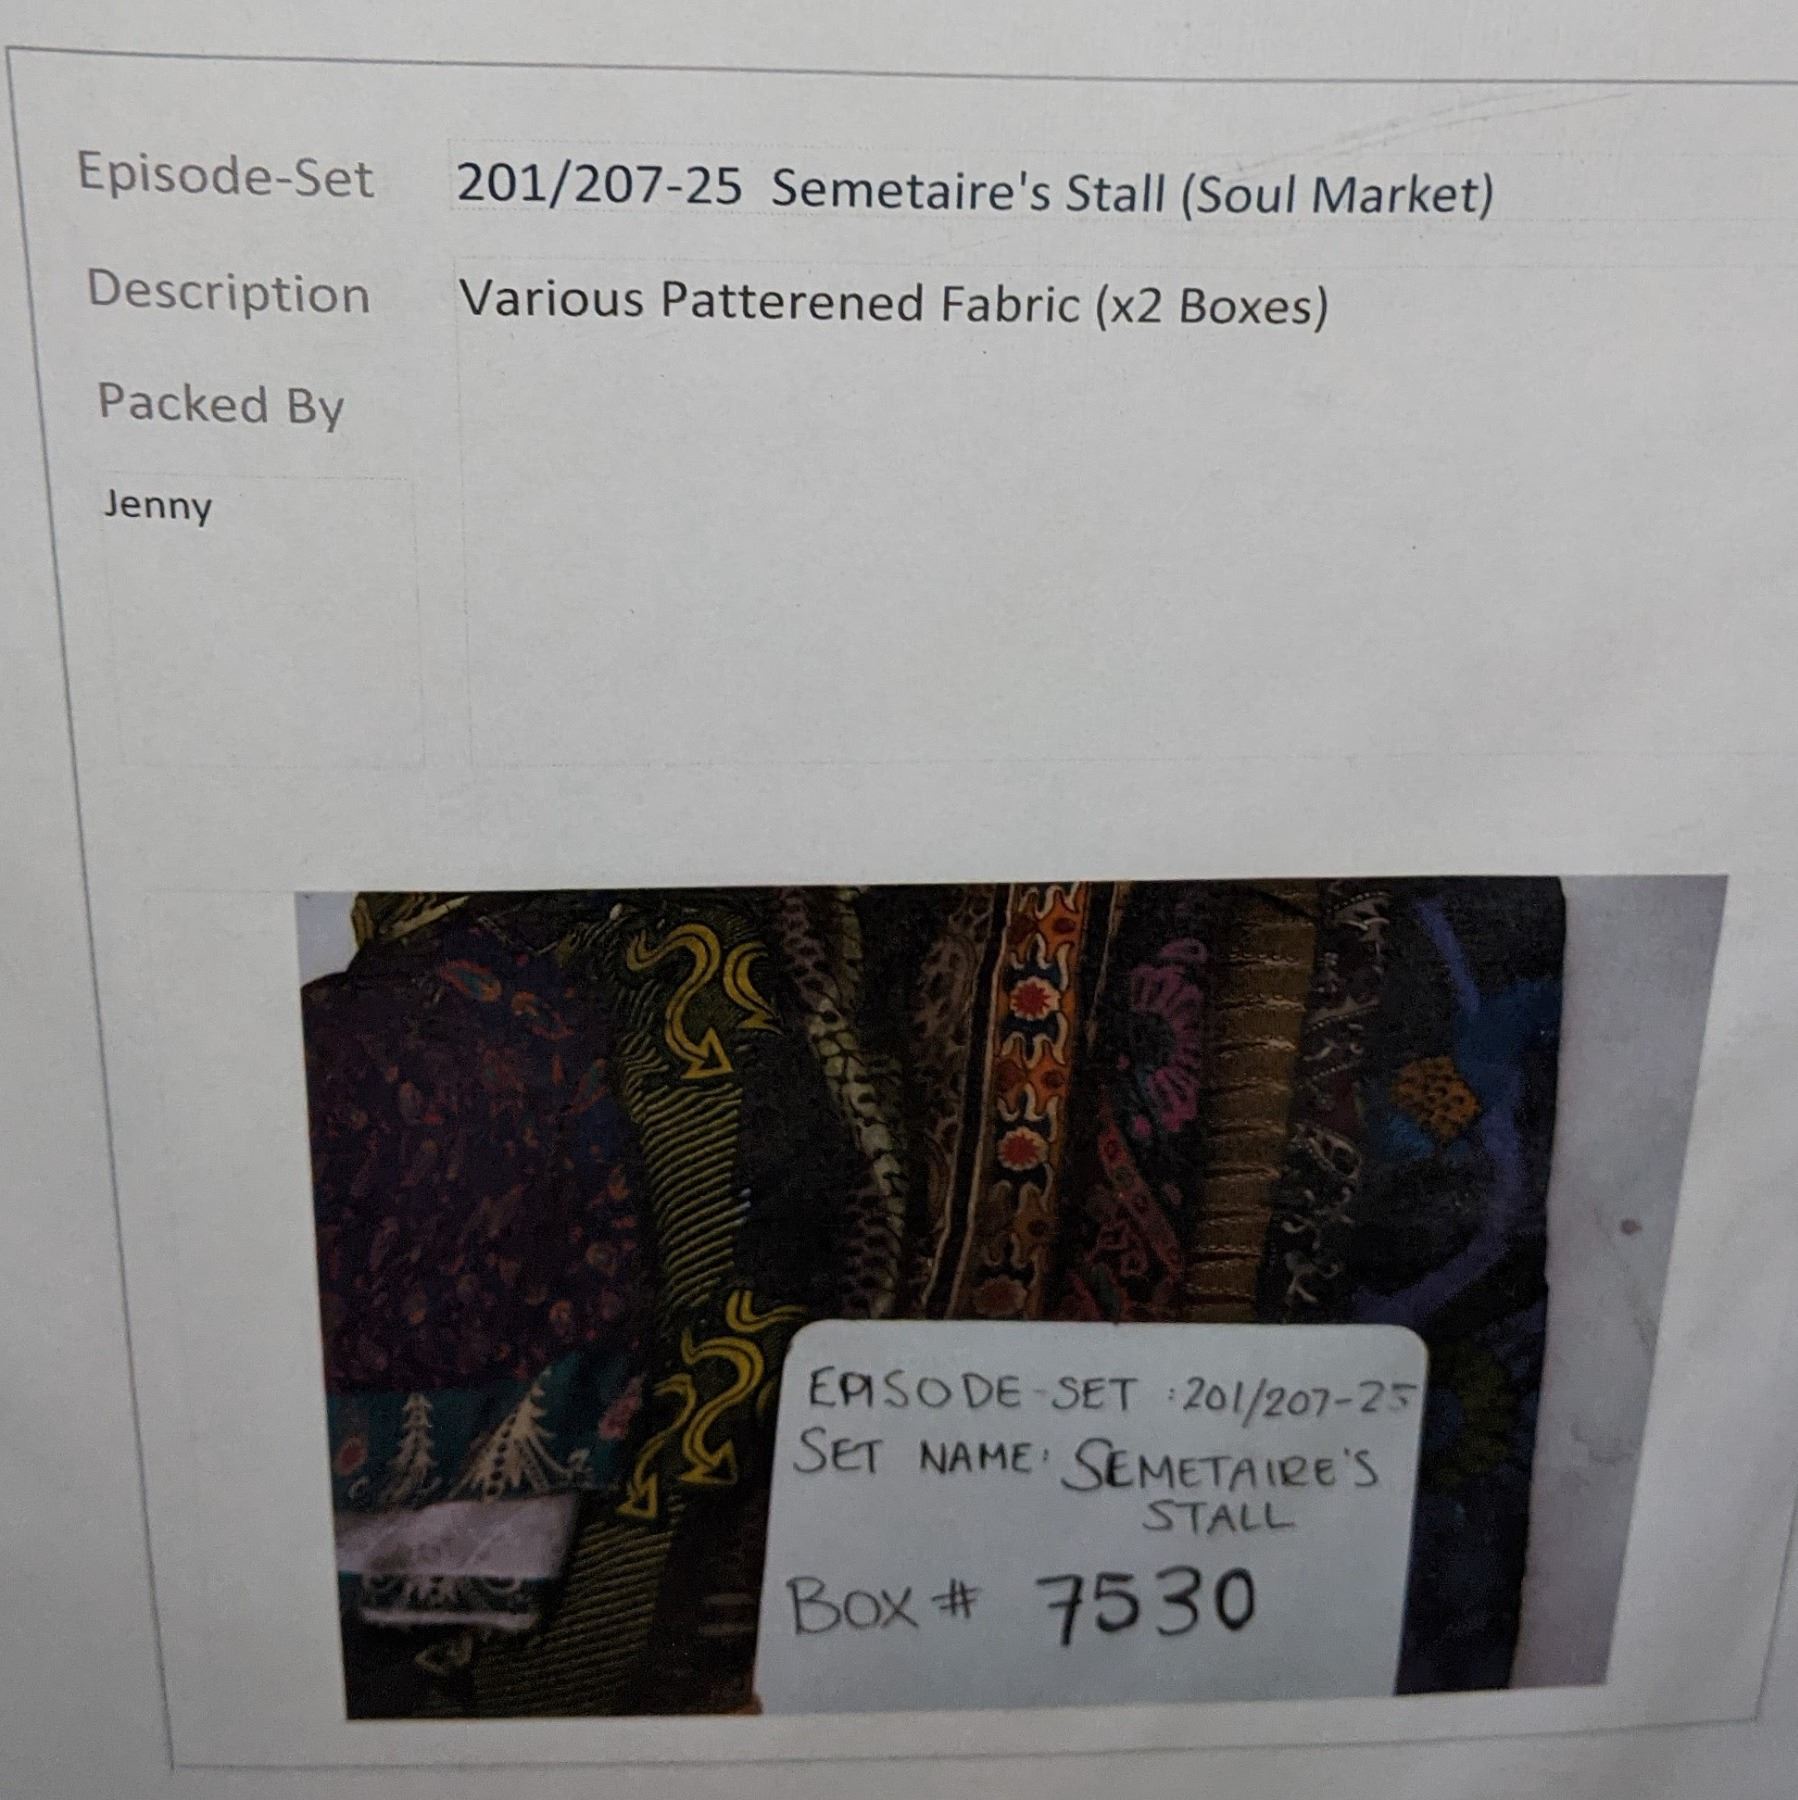 Episode-Set 201/207-25 Semetaire's Stall (Soul Market)
Description Various Patterened Fabric (x2 Boxes)
Packed By
Jenny
EPISODE-SET : 201/207-25
SET NAME: SEMETAIRE'S
STALL
BOX # 7530